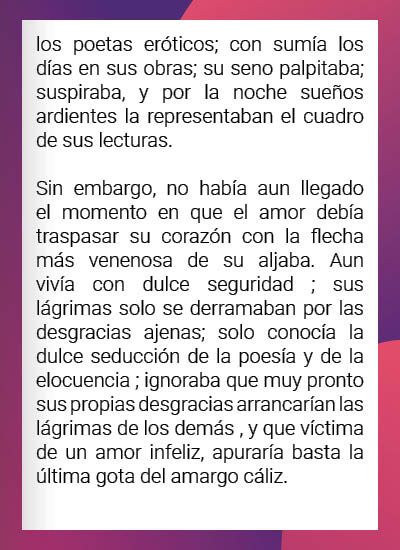 los poetas eróticos; con sumía los
días en sus obras; su seno palpitaba;
suspiraba, y por la noche sueños
ardientes la representaban el cuadro
de sus lecturas.

Sin embargo, no había aun llegado
el momento en que el amor debía
traspasar su corazón con la flecha
más venenosa de su aljaba. Aun
vivía con dulce seguridad ; sus
lágrimas solo se derramaban por las
desgracias ajenas; solo conocía la
dulce seducción de la poesía y de la
elocuencia ; ignoraba que muy pronto
sus propias desgracias arrancarían las
lágrimas de los demás , y que víctima
de un amor infeliz, apuraría basta la
última gota del amargo cáliz.